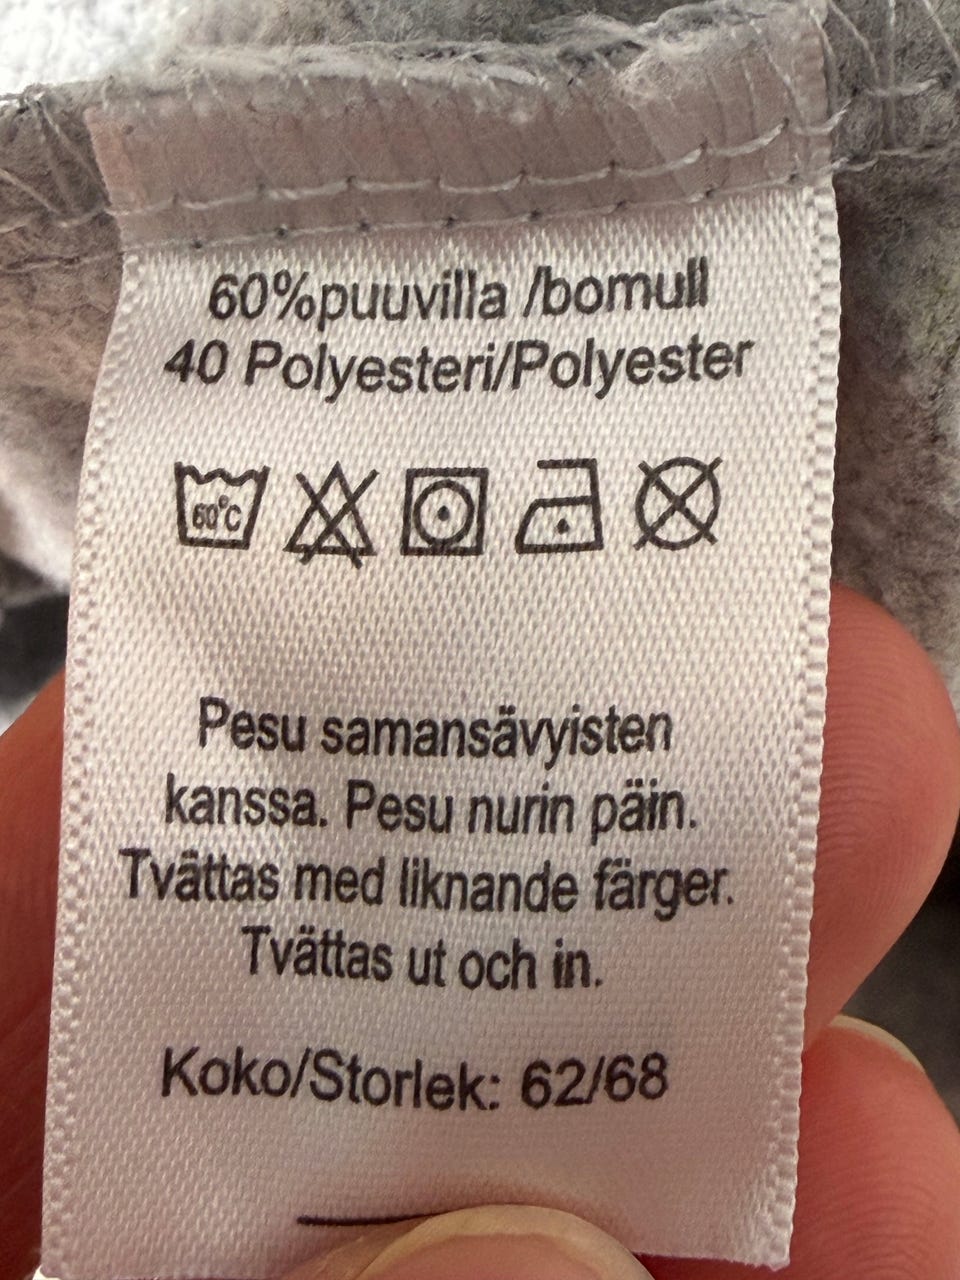 60%puuvilla /bomull
40 Polyesteri/Polyester
60°C
Pesu samansävyisten
kanssa. Pesu nurin päin.
Tvättas med liknande färger.
Tvättas ut och in.
Koko/Storlek: 62/68